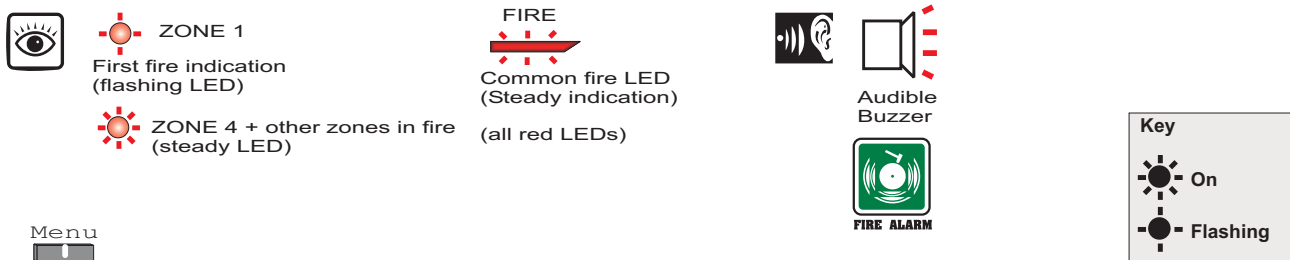 ZONE 1
First fire indication
(flashing LED)
ZONE 4 + other zones in fire
(steady LED)
FIRE
Common fire LED
(Steady indication)
(all red LEDs)
Audible
Buzzer
FIRE ALARM
Key
On
Flashing
Menu